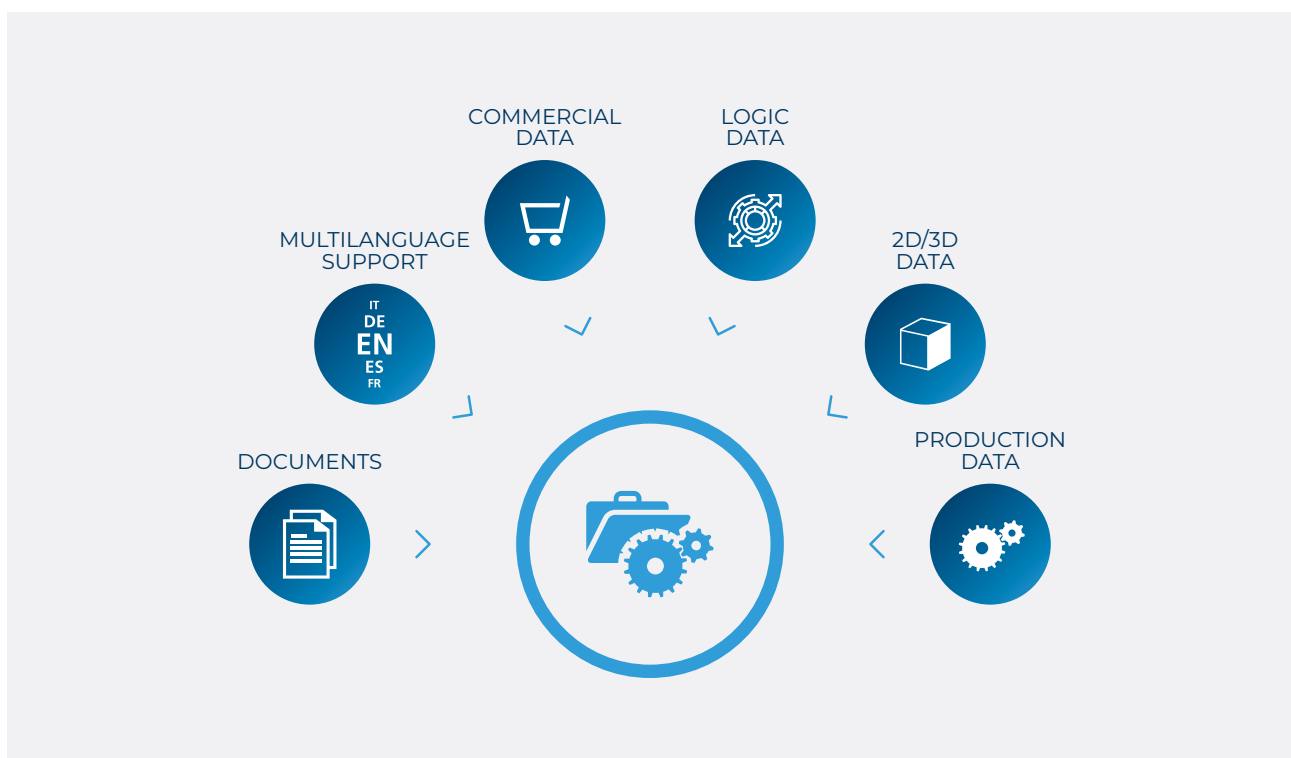 COMMERCIAL
DATA
LOGIC
DATA
MULTILANGUAGE
SUPPORT
2D/3D
DATA
IT
DE
EN
ES
FR
DOCUMENTS
PRODUCTION
DATA